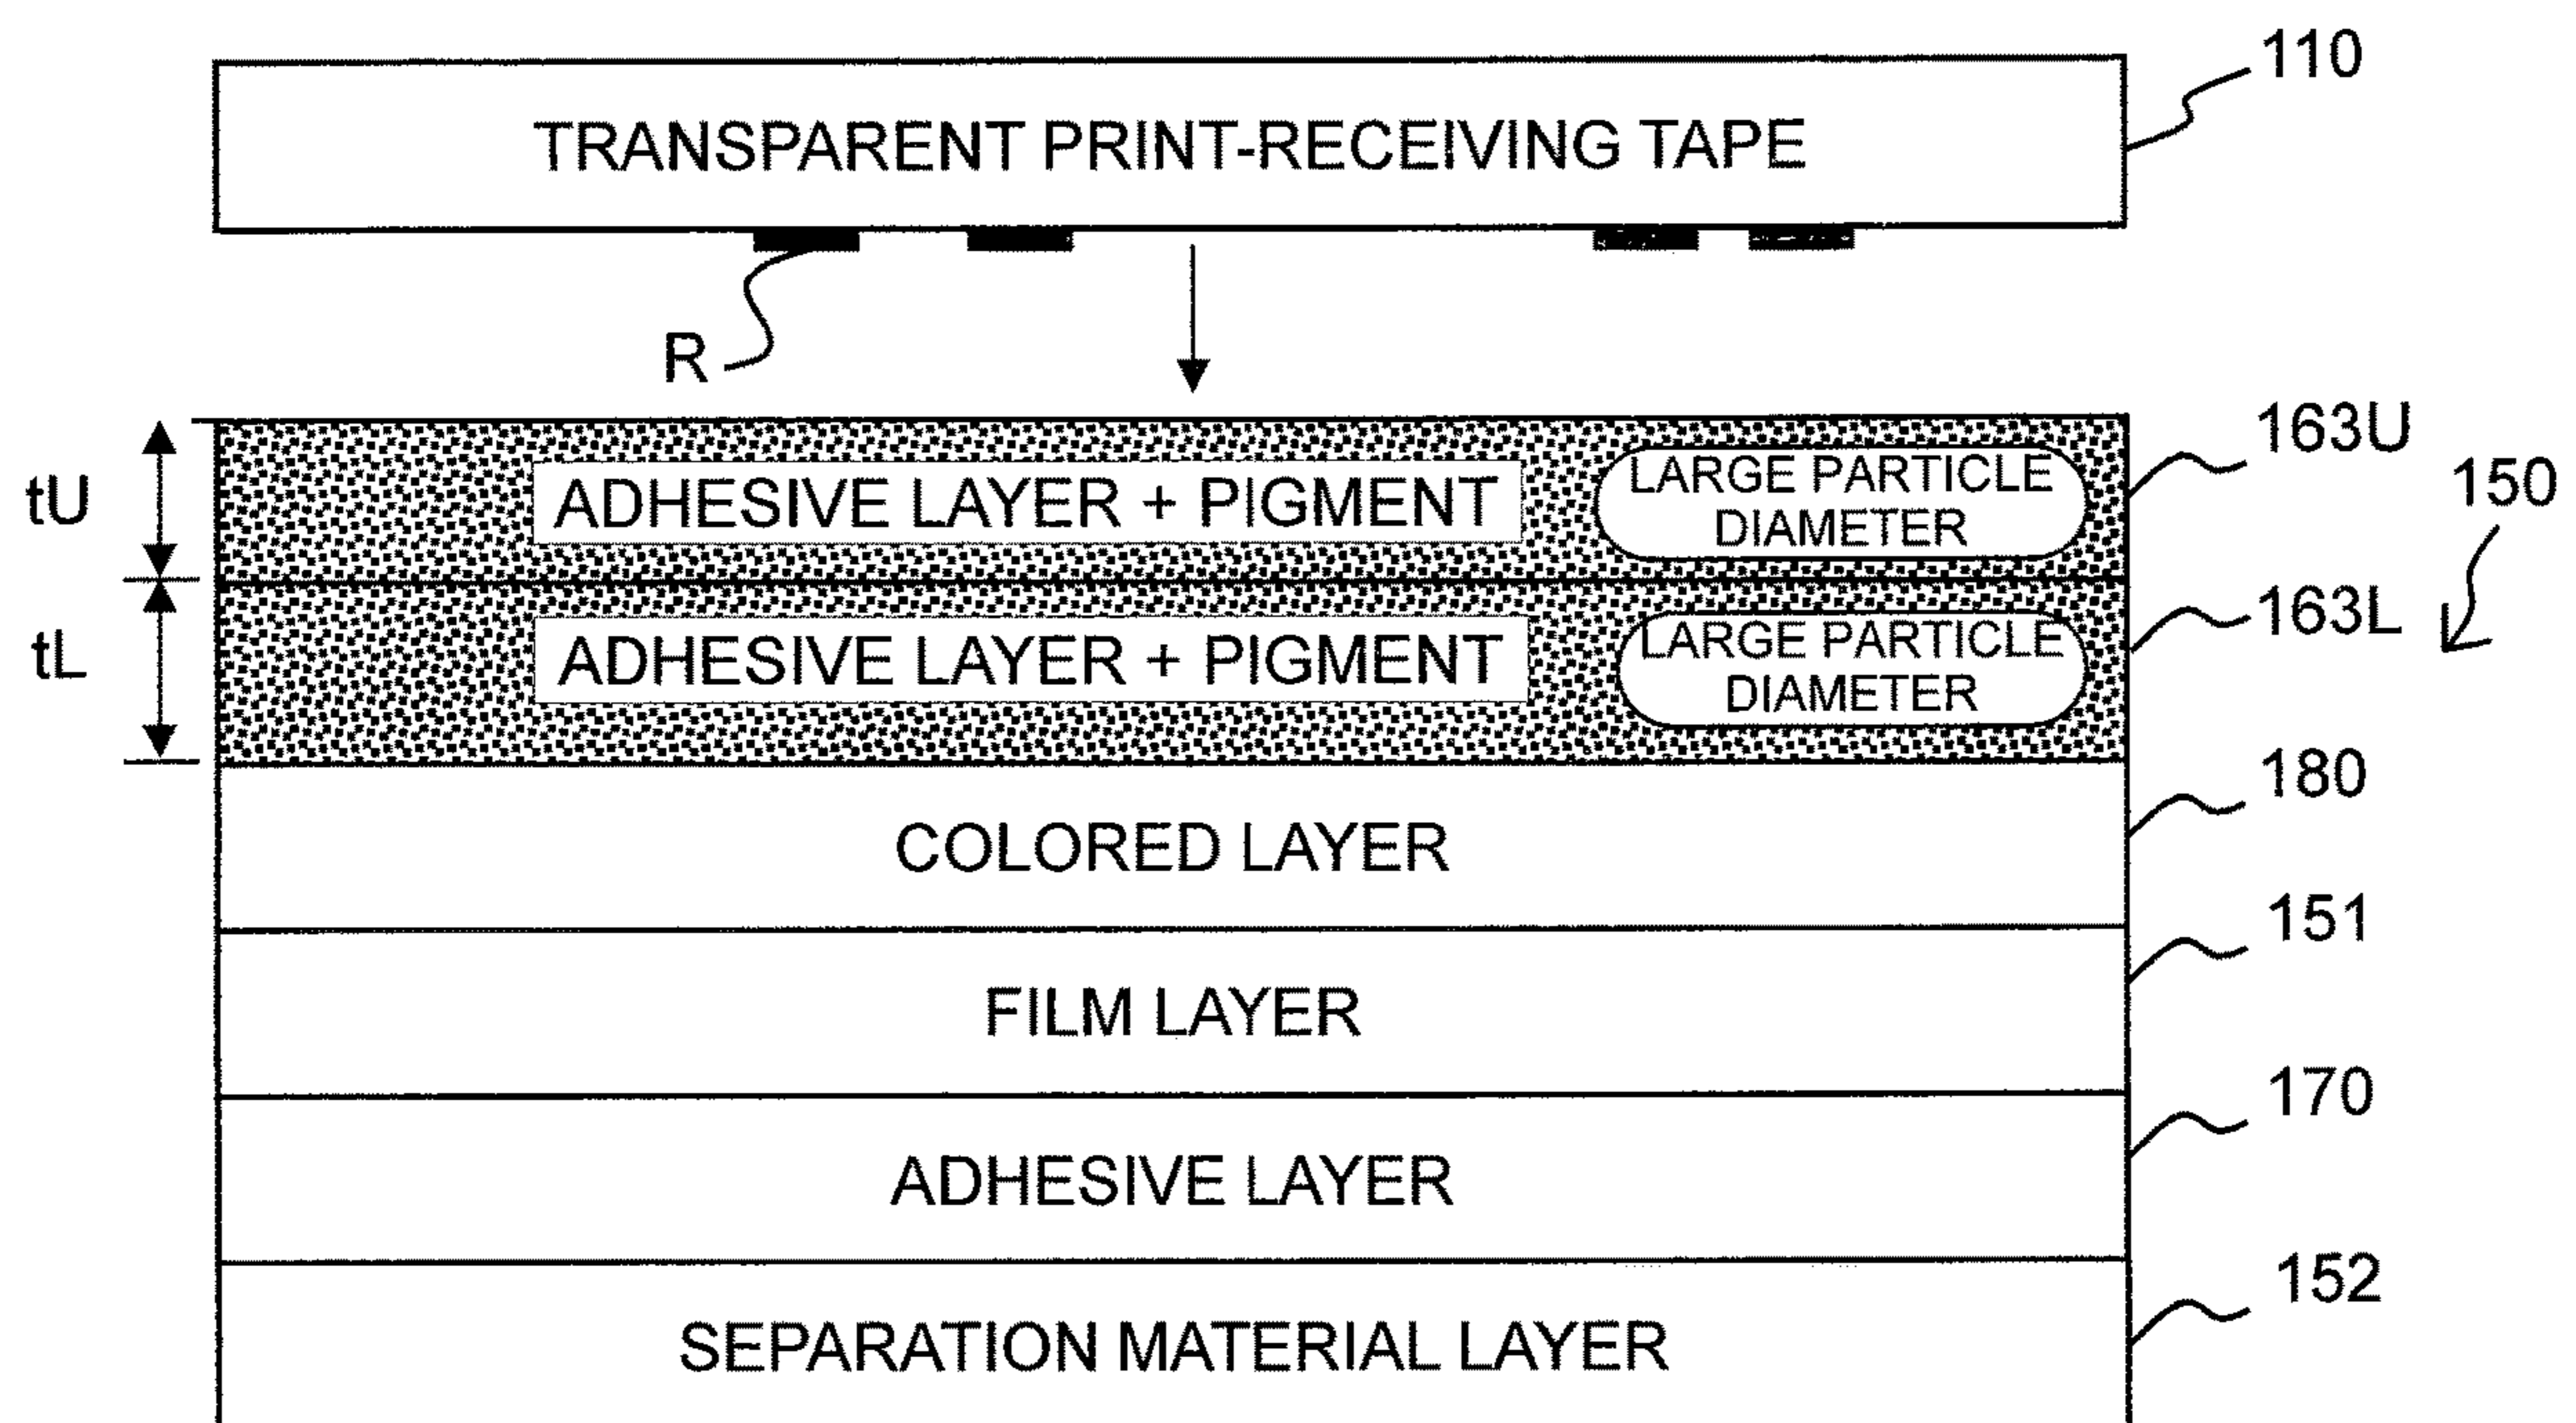 110
TRANSPARENT PRINT-RECEIVING TAPE
R
163U
150
tU
ADHESIVE LAYER + PIGMENT
LARGE PARTICLE
DIAMETER
163L
tL
ADHESIVE LAYER + PIGMENT
LARGE PARTICLE
DIAMETER
180
COLORED LAYER
151
FILM LAYER
170
ADHESIVE LAYER
152
SEPARATION MATERIAL LAYER